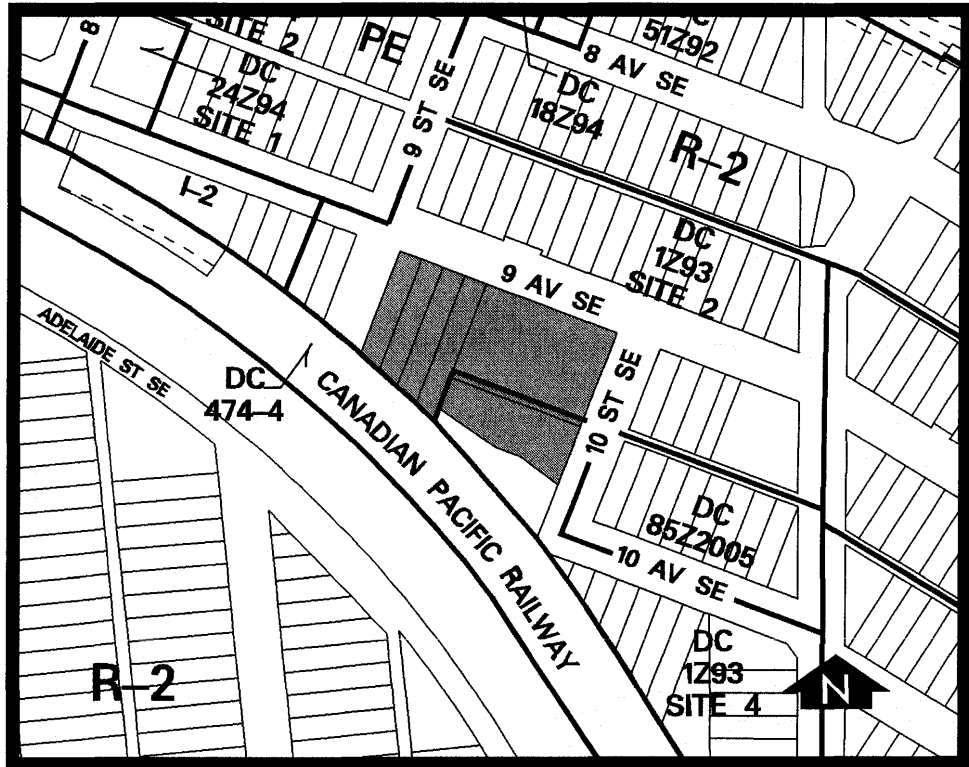 SITE 2
DC
24Z94
SITE 1
8
PE
9 ST SE
51Z92
8 AV SE
DC
18Z94
R-2
I-2
DC
1Z93
SITE 2
9 AV SE
ADELAIDE ST SE
DC
474-4
CANADIAN PACIFIC RAILWAY
10 ST SE
DC
85Z2005
10 AV SE
DC
1Z93
SITE 4
N
R-2